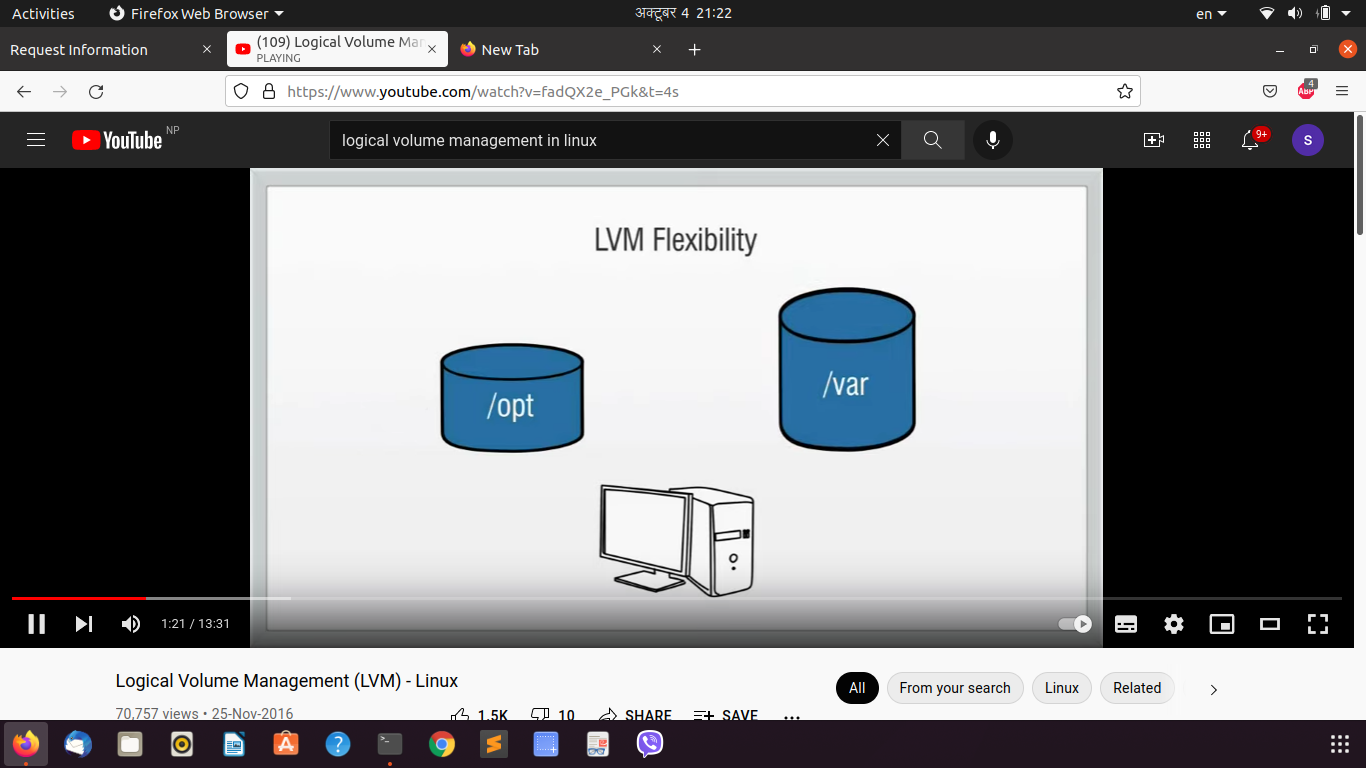 Activities Firefox Web Browser अक्टूबर 4 21:22 en
Request Information (109) Logical Volume Mar New Tab
PLAYING
https://www.youtube.com/watch?v=fadQX2e_PGk&t=4s 4 ABP
YouTube NP logical volume management in linux 9+ S
LVM Flexibility
/opt /var
1:21 / 13:31
Logical Volume Management (LVM) - Linux All From your search Linux Related
70,757 views • 25-Nov-2016 1.5K 10 SHARE SAVE